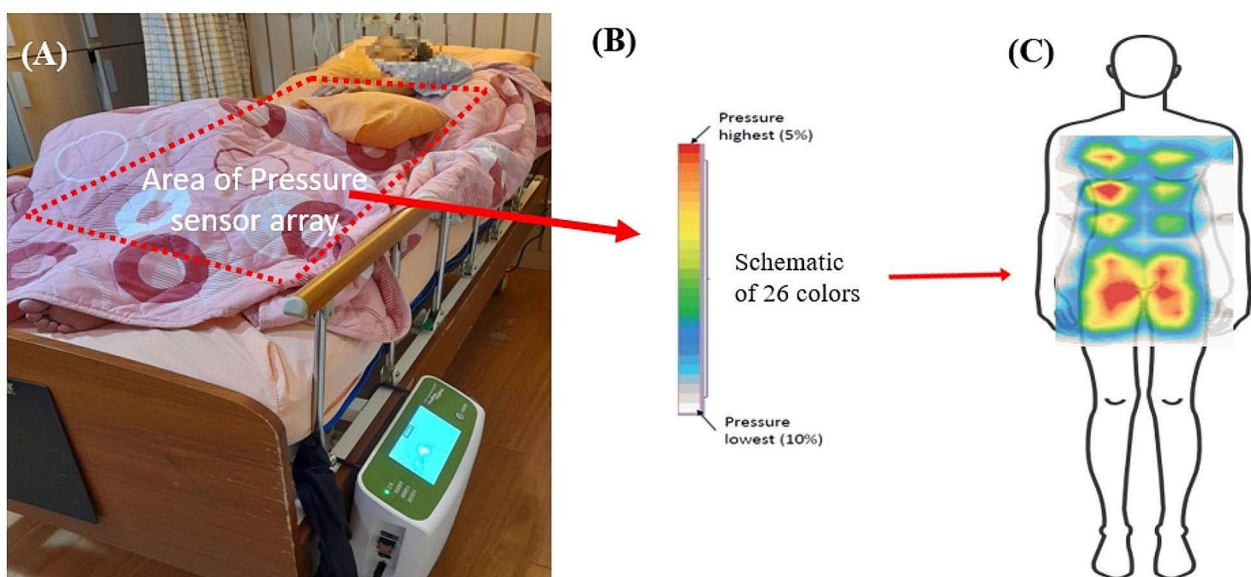 (A)
Area of Pressure
sensor array
(B)
Pressure
highest (5%)
Schematic
of 26 colors
Pressure
lowest (10%)
(C)